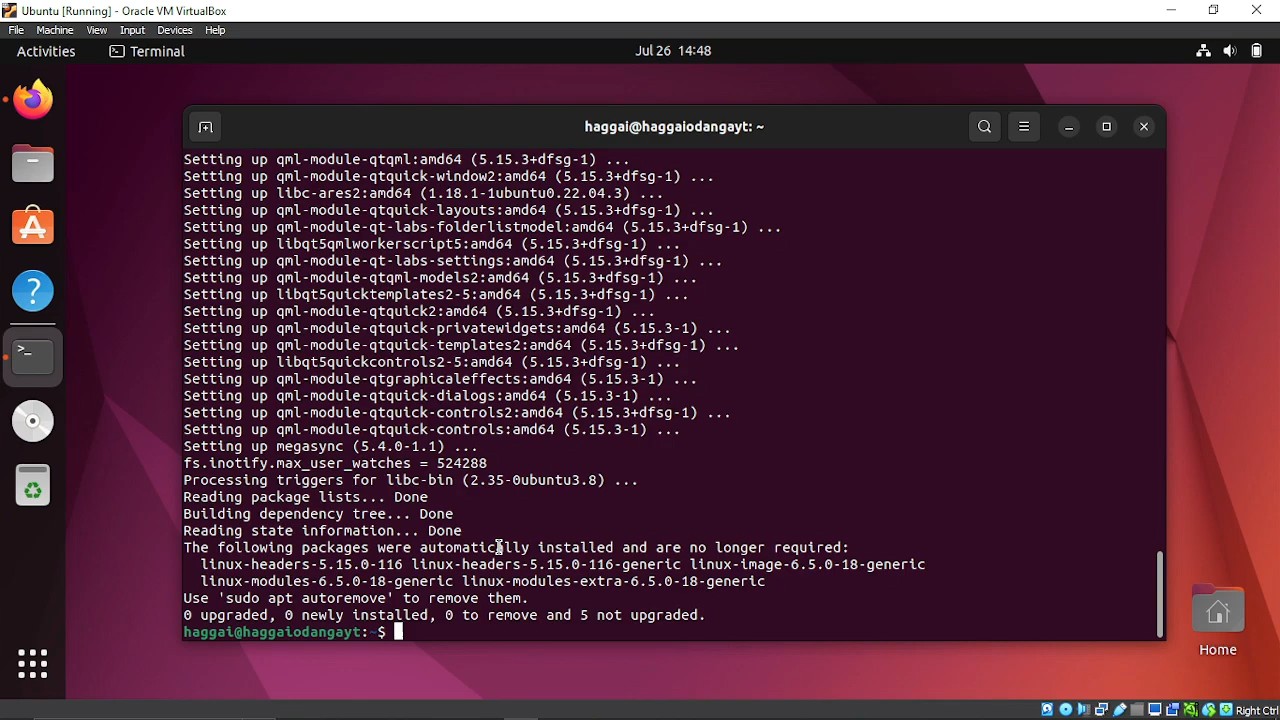 Ubuntu [Running] - Oracle VM VirtualBox
File Machine View Input Devices Help
Activities Terminal Jul 26 14:48
haggai@haggaiodangayt: ~
Setting up qml-module-qtqml:amd64 (5.15.3+dfsg-1) ...
Setting up qml-module-qtquick-window2:amd64 (5.15.3+dfsg-1) ...
Setting up libc-ares2:amd64 (1.18.1-1ubuntu0.22.04.3) ...
Setting up qml-module-qtquick-layouts:amd64 (5.15.3+dfsg-1) ...
Setting up qml-module-qt-labs-folderlistmodel:amd64 (5.15.3+dfsg-1) ...
Setting up libqt5qmlworkerscript5:amd64 (5.15.3+dfsg-1) ...
Setting up qml-module-qt-labs-settings:amd64 (5.15.3+dfsg-1) ...
Setting up qml-module-qtqml-models2:amd64 (5.15.3+dfsg-1) ...
Setting up libqt5quicktemplates2-5:amd64 (5.15.3+dfsg-1) ...
Setting up qml-module-qtquick2:amd64 (5.15.3+dfsg-1) ...
Setting up qml-module-qtquick-privatewidgets:amd64 (5.15.3-1) ...
Setting up qml-module-qtquick-templates2:amd64 (5.15.3+dfsg-1) ...
Setting up libqt5quickcontrols2-5:amd64 (5.15.3+dfsg-1) ...
Setting up qml-module-qtgraphicaleffects:amd64 (5.15.3-1) ...
Setting up qml-module-qtquick-dialogs:amd64 (5.15.3-1) ...
Setting up qml-module-qtquick-controls2:amd64 (5.15.3+dfsg-1) ...
Setting up qml-module-qtquick-controls:amd64 (5.15.3-1) ...
Setting up megasync (5.4.0-1.1) ...
fs.inotify.max_user_watches = 524288
Processing triggers for libc-bin (2.35-0ubuntu3.8) ...
Reading package lists... Done
Building dependency tree... Done
Reading state information... Done
The following packages were automatically installed and are no longer required:
linux-headers-5.15.0-116 linux-headers-5.15.0-116-generic linux-image-6.5.0-18-generic
linux-modules-6.5.0-18-generic linux-modules-extra-6.5.0-18-generic
Use 'sudo apt autoremove' to remove them.
0 upgraded, 0 newly installed, 0 to remove and 5 not upgraded.
haggai@haggaiodangayt:~$
Home
Right Ctrl